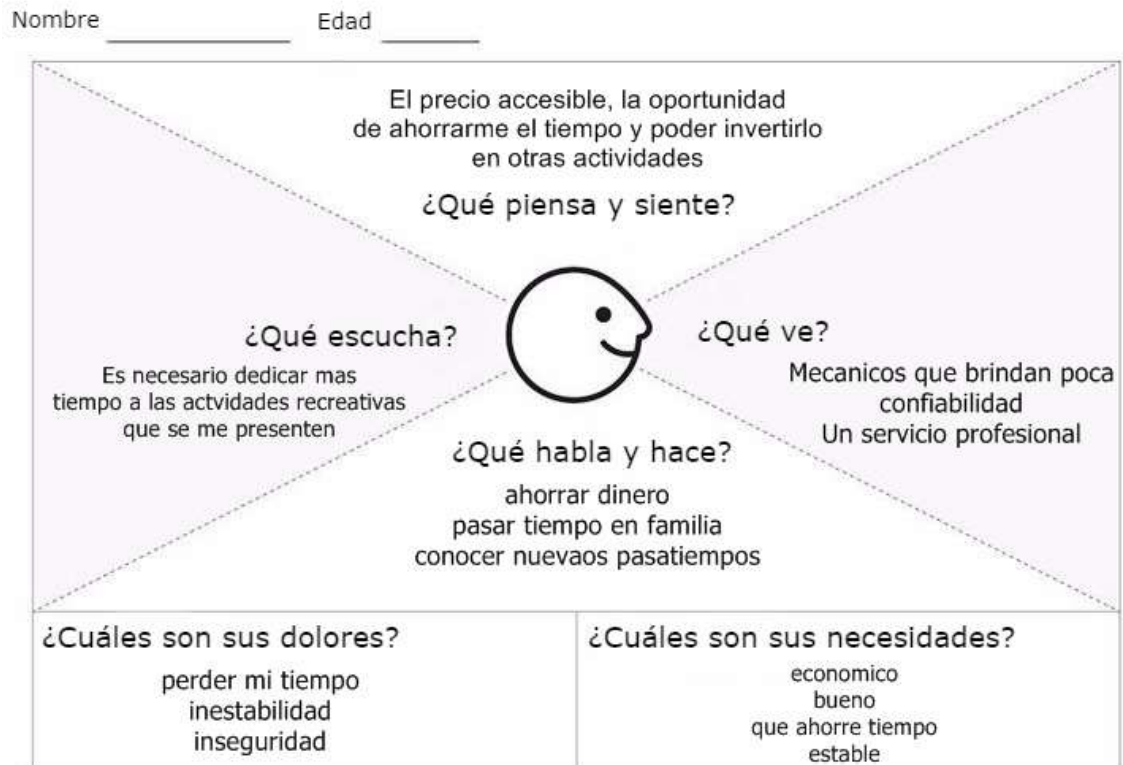 Nombre Edad
El precio accesible, la oportunidad
de ahorrarme el tiempo y poder invertirlo
en otras actividades
¿Qué piensa y siente?
¿Qué escucha?
Es necesario dedicar mas
tiempo a las actvidades recreativas
que se me presenten
¿Qué ve?
Mecanicos que brindan poca
confiabilidad
Un servicio profesional
¿Qué habla y hace?
ahorrar dinero
pasar tiempo en familia
conocer nuevaos pasatiempos
¿Cuáles son sus dolores?
perder mi tiempo
inestabilidad
inseguridad
¿Cuáles son sus necesidades?
economico
bueno
que ahorre tiempo
estable